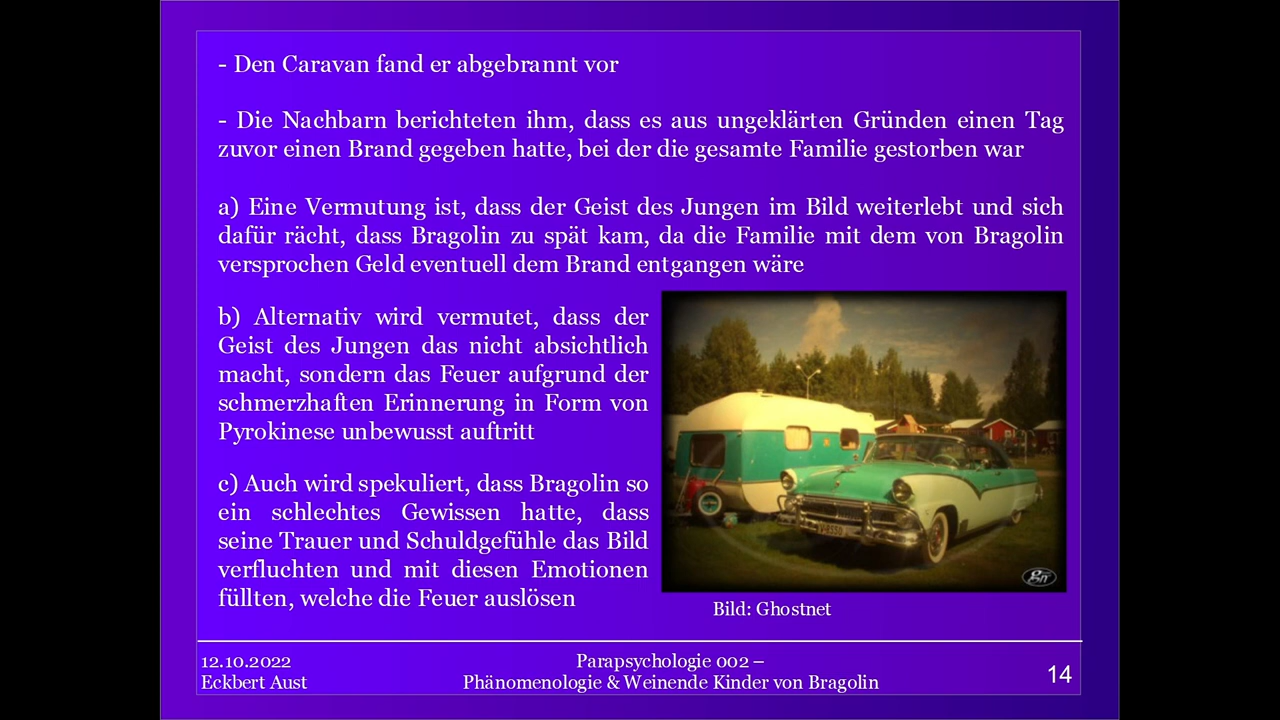 - Den Caravan fand er abgebrannt vor
- Die Nachbarn berichteten ihm, dass es aus ungeklärten Gründen einen Tag
zuvor einen Brand gegeben hatte, bei der die gesamte Familie gestorben war
a) Eine Vermutung ist, dass der Geist des Jungen im Bild weiterlebt und sich
dafür rächt, dass Bragolin zu spät kam, da die Familie mit dem von Bragolin
versprochen Geld eventuell dem Brand entgangen wäre
b) Alternativ wird vermutet, dass der
Geist des Jungen das nicht absichtlich
macht, sondern das Feuer aufgrund der
schmerzhaften Erinnerung in Form von
Pyrokinese unbewusst auftritt
c) Auch wird spekuliert, dass Bragolin so
ein schlechtes Gewissen hatte, dass
seine Trauer und Schuldgefühle das Bild
verfluchten und mit diesen Emotionen
füllten, welche die Feuer auslösen
gn
Bild: Ghostnet
12.10.2022
Eckbert Aust
Parapsychologie 002 –
Phänomenologie & Weinende Kinder von Bragolin
14